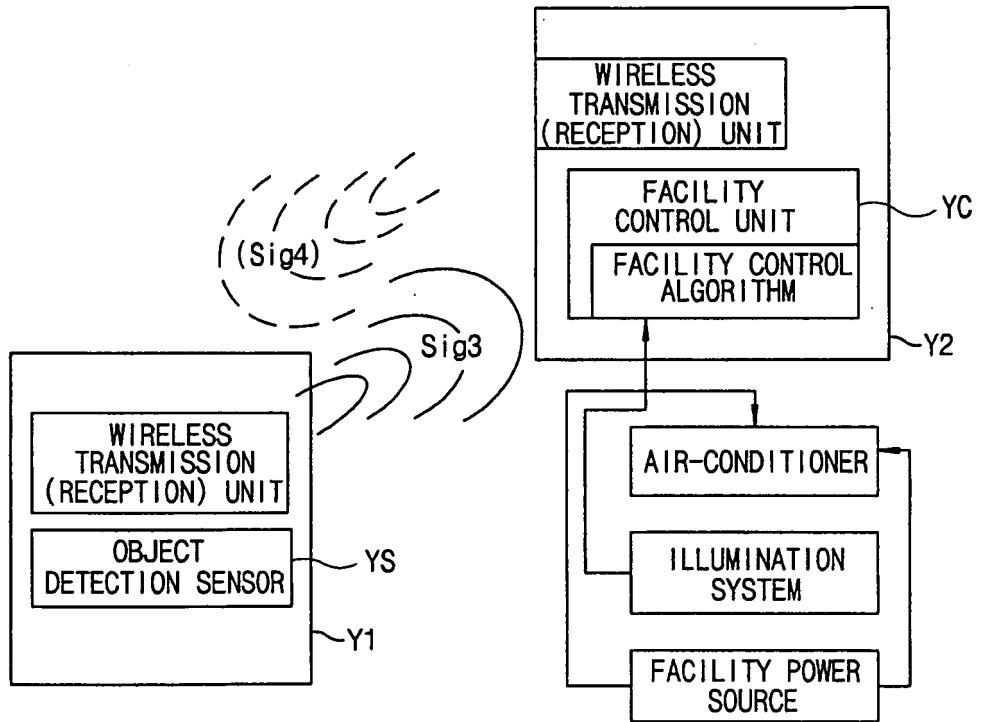 WIRELESS
TRANSMISSION
(RECEPTION) UNIT
FACILITY
CONTROL UNIT
YC
FACILITY CONTROL
ALGORITHM
(Sig4)
Sig3
Y2
WIRELESS
TRANSMISSION
(RECEPTION) UNIT
AIR-CONDITIONER
OBJECT
DETECTION SENSOR
YS
ILLUMINATION
SYSTEM
Y1
FACILITY POWER
SOURCE